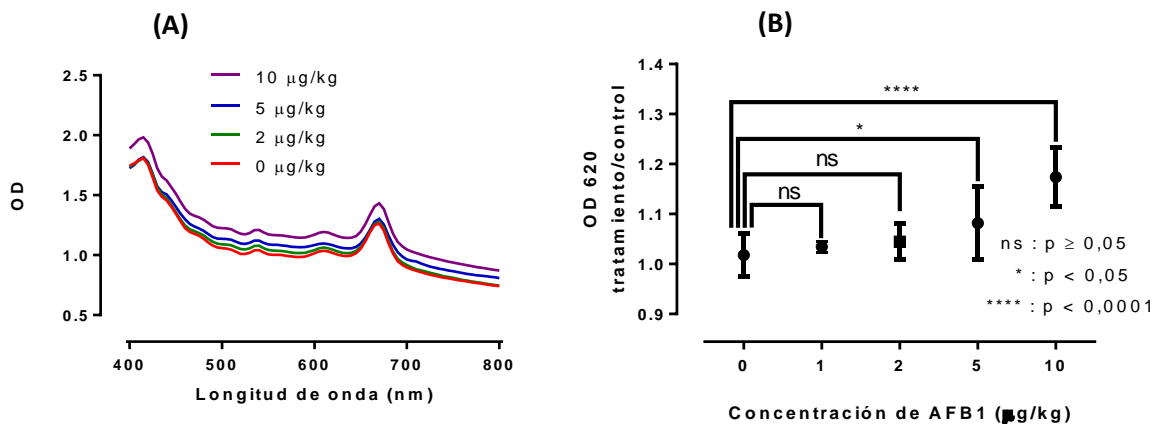 (A)
2.5
2.0
1.5
1.0
0.5
OD
10 µg/kg
5 µg/kg
2 µg/kg
0 µg/kg
400 500 600 700 800
Longitud de onda (nm)
(B)
1.4
1.3
1.2
1.1
1.0
0.9
OD 620
tratamiento/control
****
*
ns
ns
ns : p ≥ 0,05
* : p < 0,05
**** : p < 0,0001
0 1 2 5 10
Concentración de AFB1 (µg/kg)